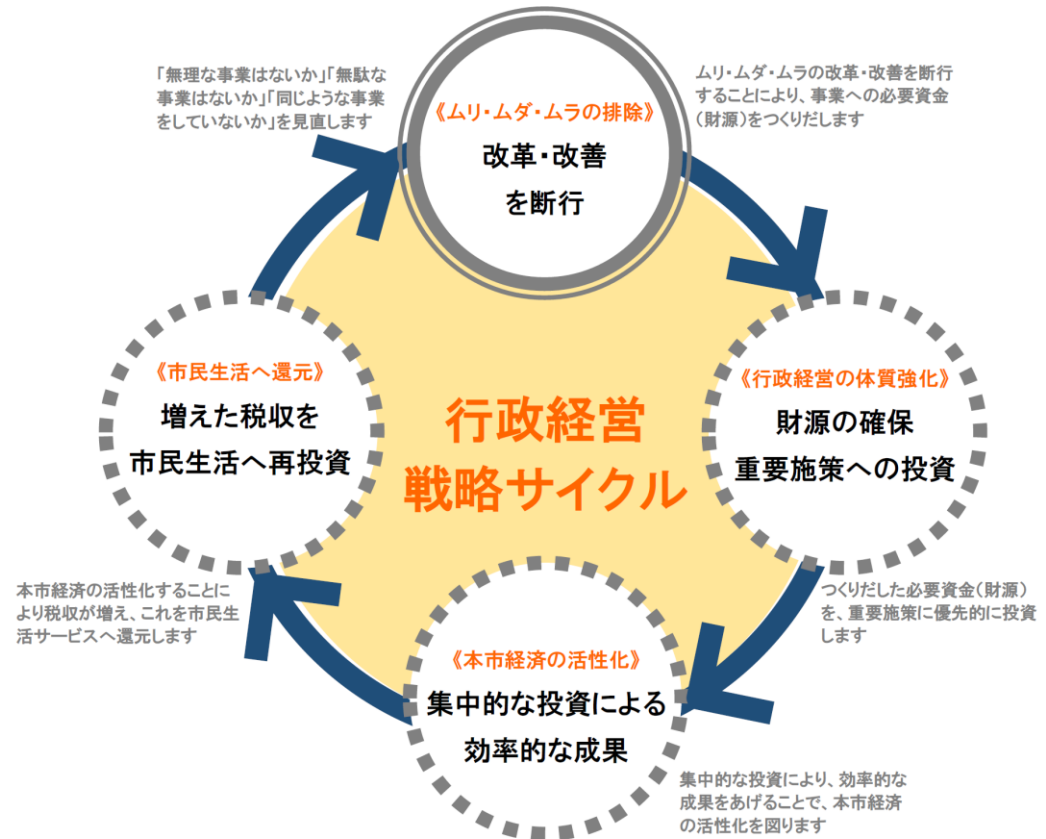 「無理な事業はないか」「無駄な
事業はないか」「同じような事業
をしていないか」を見直します
《ムリ・ムダ・ムラの排除》
改革・改善
を断行
ムリ・ムダ・ムラの改革・改善を断行
することにより、事業への必要資金
(財源)をつくりだします
《行政経営の体質強化》
財源の確保
重要施策への投資
つくりだした必要資金(財源)
を、重要施策に優先的に投資
します
《本市経済の活性化》
集中的な投資による
効率的な成果
集中的な投資により、効率的な
成果をあげることで、本市経済
の活性化を図ります
《市民生活へ還元》
増えた税収を
市民生活へ再投資
本市経済の活性化することに
より税収が増え、これを市民生
活サービスへ還元します
行政経営
戦略サイクル